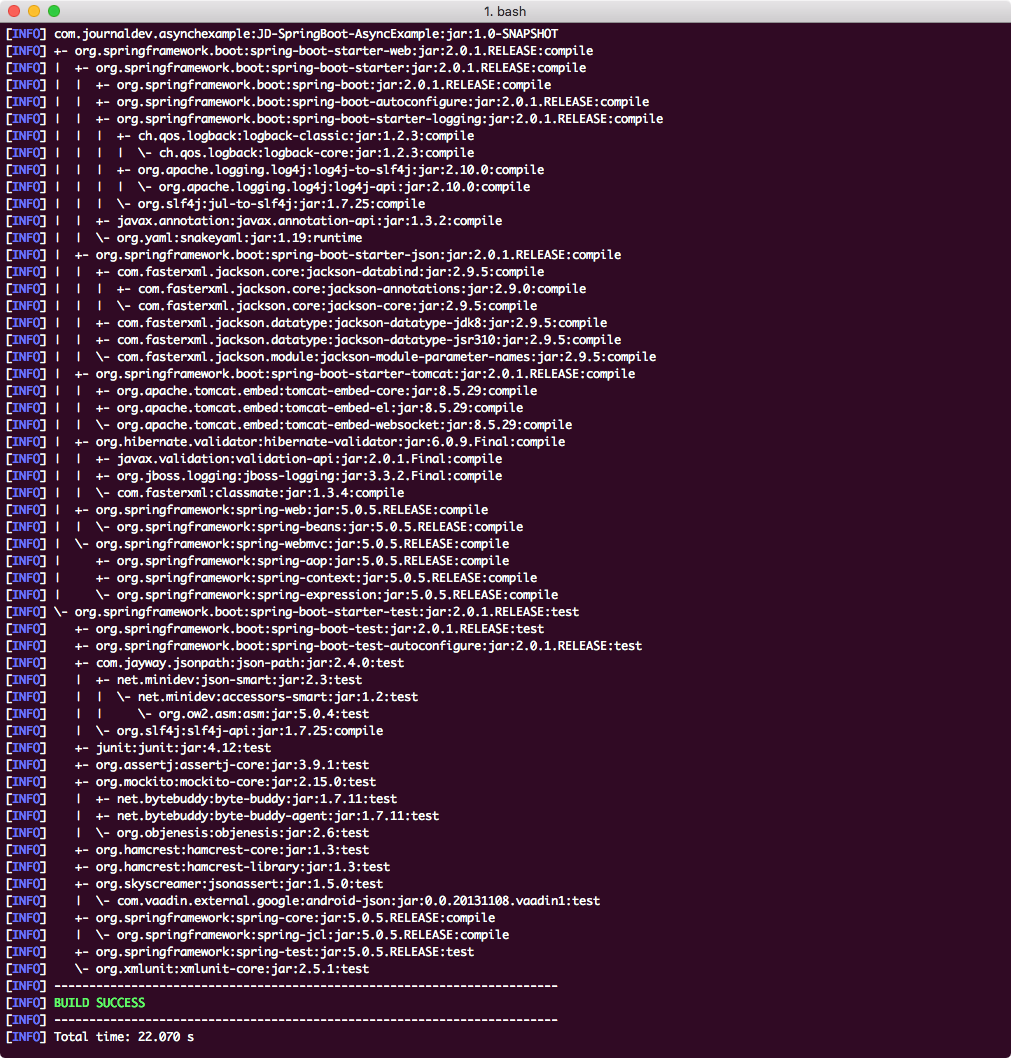 1. bash
[INFO] com.journaldev.asynchexample:JD-SpringBoot-AsyncExample:jar:1.0-SNAPSHOT
[INFO] +- org.springframework.boot:spring-boot-starter-web:jar:2.0.1.RELEASE:compile
[INFO] |  +- org.springframework.boot:spring-boot-starter:jar:2.0.1.RELEASE:compile
[INFO] |  |  +- org.springframework.boot:spring-boot:jar:2.0.1.RELEASE:compile
[INFO] |  |  +- org.springframework.boot:spring-boot-autoconfigure:jar:2.0.1.RELEASE:compile
[INFO] |  |  +- org.springframework.boot:spring-boot-starter-logging:jar:2.0.1.RELEASE:compile
[INFO] |  |  |  +- ch.qos.logback:logback-classic:jar:1.2.3:compile
[INFO] |  |  |  |  \- ch.qos.logback:logback-core:jar:1.2.3:compile
[INFO] |  |  |  +- org.apache.logging.log4j:log4j-to-slf4j:jar:2.10.0:compile
[INFO] |  |  |  |  \- org.apache.logging.log4j:log4j-api:jar:2.10.0:compile
[INFO] |  |  |  \- org.slf4j:jul-to-slf4j:jar:1.7.25:compile
[INFO] |  |  +- javax.annotation:javax.annotation-api:jar:1.3.2:compile
[INFO] |  |  \- org.yaml:snakeyaml:jar:1.19:runtime
[INFO] |  +- org.springframework.boot:spring-boot-starter-json:jar:2.0.1.RELEASE:compile
[INFO] |  |  +- com.fasterxml.jackson.core:jackson-databind:jar:2.9.5:compile
[INFO] |  |  |  +- com.fasterxml.jackson.core:jackson-annotations:jar:2.9.0:compile
[INFO] |  |  |  \- com.fasterxml.jackson.core:jackson-core:jar:2.9.5:compile
[INFO] |  |  +- com.fasterxml.jackson.datatype:jackson-datatype-jdk8:jar:2.9.5:compile
[INFO] |  |  +- com.fasterxml.jackson.datatype:jackson-datatype-jsr310:jar:2.9.5:compile
[INFO] |  |  \- com.fasterxml.jackson.module:jackson-module-parameter-names:jar:2.9.5:compile
[INFO] |  +- org.springframework.boot:spring-boot-starter-tomcat:jar:2.0.1.RELEASE:compile
[INFO] |  |  +- org.apache.tomcat.embed:tomcat-embed-core:jar:8.5.29:compile
[INFO] |  |  +- org.apache.tomcat.embed:tomcat-embed-el:jar:8.5.29:compile
[INFO] |  |  \- org.apache.tomcat.embed:tomcat-embed-websocket:jar:8.5.29:compile
[INFO] |  +- org.hibernate.validator:hibernate-validator:jar:6.0.9.Final:compile
[INFO] |  |  +- javax.validation:validation-api:jar:2.0.1.Final:compile
[INFO] |  |  +- org.jboss.logging:jboss-logging:jar:3.3.2.Final:compile
[INFO] |  |  \- com.fasterxml:classmate:jar:1.3.4:compile
[INFO] |  +- org.springframework:spring-web:jar:5.0.5.RELEASE:compile
[INFO] |  |  \- org.springframework:spring-beans:jar:5.0.5.RELEASE:compile
[INFO] |  \- org.springframework:spring-webmvc:jar:5.0.5.RELEASE:compile
[INFO] |     +- org.springframework:spring-aop:jar:5.0.5.RELEASE:compile
[INFO] |     +- org.springframework:spring-context:jar:5.0.5.RELEASE:compile
[INFO] |     \- org.springframework:spring-expression:jar:5.0.5.RELEASE:compile
[INFO] \- org.springframework.boot:spring-boot-starter-test:jar:2.0.1.RELEASE:test
[INFO]    +- org.springframework.boot:spring-boot-test:jar:2.0.1.RELEASE:test
[INFO]    +- org.springframework.boot:spring-boot-test-autoconfigure:jar:2.0.1.RELEASE:test
[INFO]    +- com.jayway.jsonpath:json-path:jar:2.4.0:test
[INFO]    |  +- net.minidev:json-smart:jar:2.3:test
[INFO]    |  |  \- net.minidev:accessors-smart:jar:1.2:test
[INFO]    |  |     \- org.ow2.asm:asm:jar:5.0.4:test
[INFO]    |  \- org.slf4j:slf4j-api:jar:1.7.25:compile
[INFO]    +- junit:junit:jar:4.12:test
[INFO]    +- org.assertj:assertj-core:jar:3.9.1:test
[INFO]    +- org.mockito:mockito-core:jar:2.15.0:test
[INFO]    |  +- net.bytebuddy:byte-buddy:jar:1.7.11:test
[INFO]    |  +- net.bytebuddy:byte-buddy-agent:jar:1.7.11:test
[INFO]    |  \- org.objenesis:objenesis:jar:2.6:test
[INFO]    +- org.hamcrest:hamcrest-core:jar:1.3:test
[INFO]    +- org.hamcrest:hamcrest-library:jar:1.3:test
[INFO]    +- org.skyscreamer:jsonassert:jar:1.5.0:test
[INFO]    |  \- com.vaadin.external.google:android-json:jar:0.0.20131108.vaadin1:test
[INFO]    +- org.springframework:spring-core:jar:5.0.5.RELEASE:compile
[INFO]    |  \- org.springframework:spring-jcl:jar:5.0.5.RELEASE:compile
[INFO]    +- org.springframework:spring-test:jar:5.0.5.RELEASE:test
[INFO]    \- org.xmlunit:xmlunit-core:jar:2.5.1:test
[INFO] ------------------------------------------------------------------------
[INFO] BUILD SUCCESS
[INFO] ------------------------------------------------------------------------
[INFO] Total time: 22.070 s